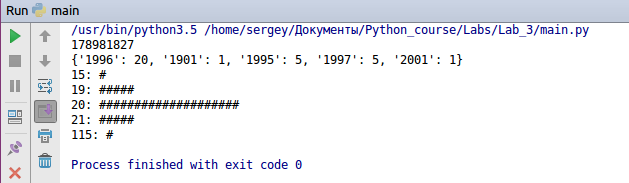 Run main
/usr/bin/python3.5 /home/sergey/Документы/Python_course/Labs/Lab_3/main.py
178981827
{'1996': 20, '1901': 1, '1995': 5, '1997': 5, '2001': 1}
15: #
19: #####
20: ####################
21: #####
115: #
Process finished with exit code 0